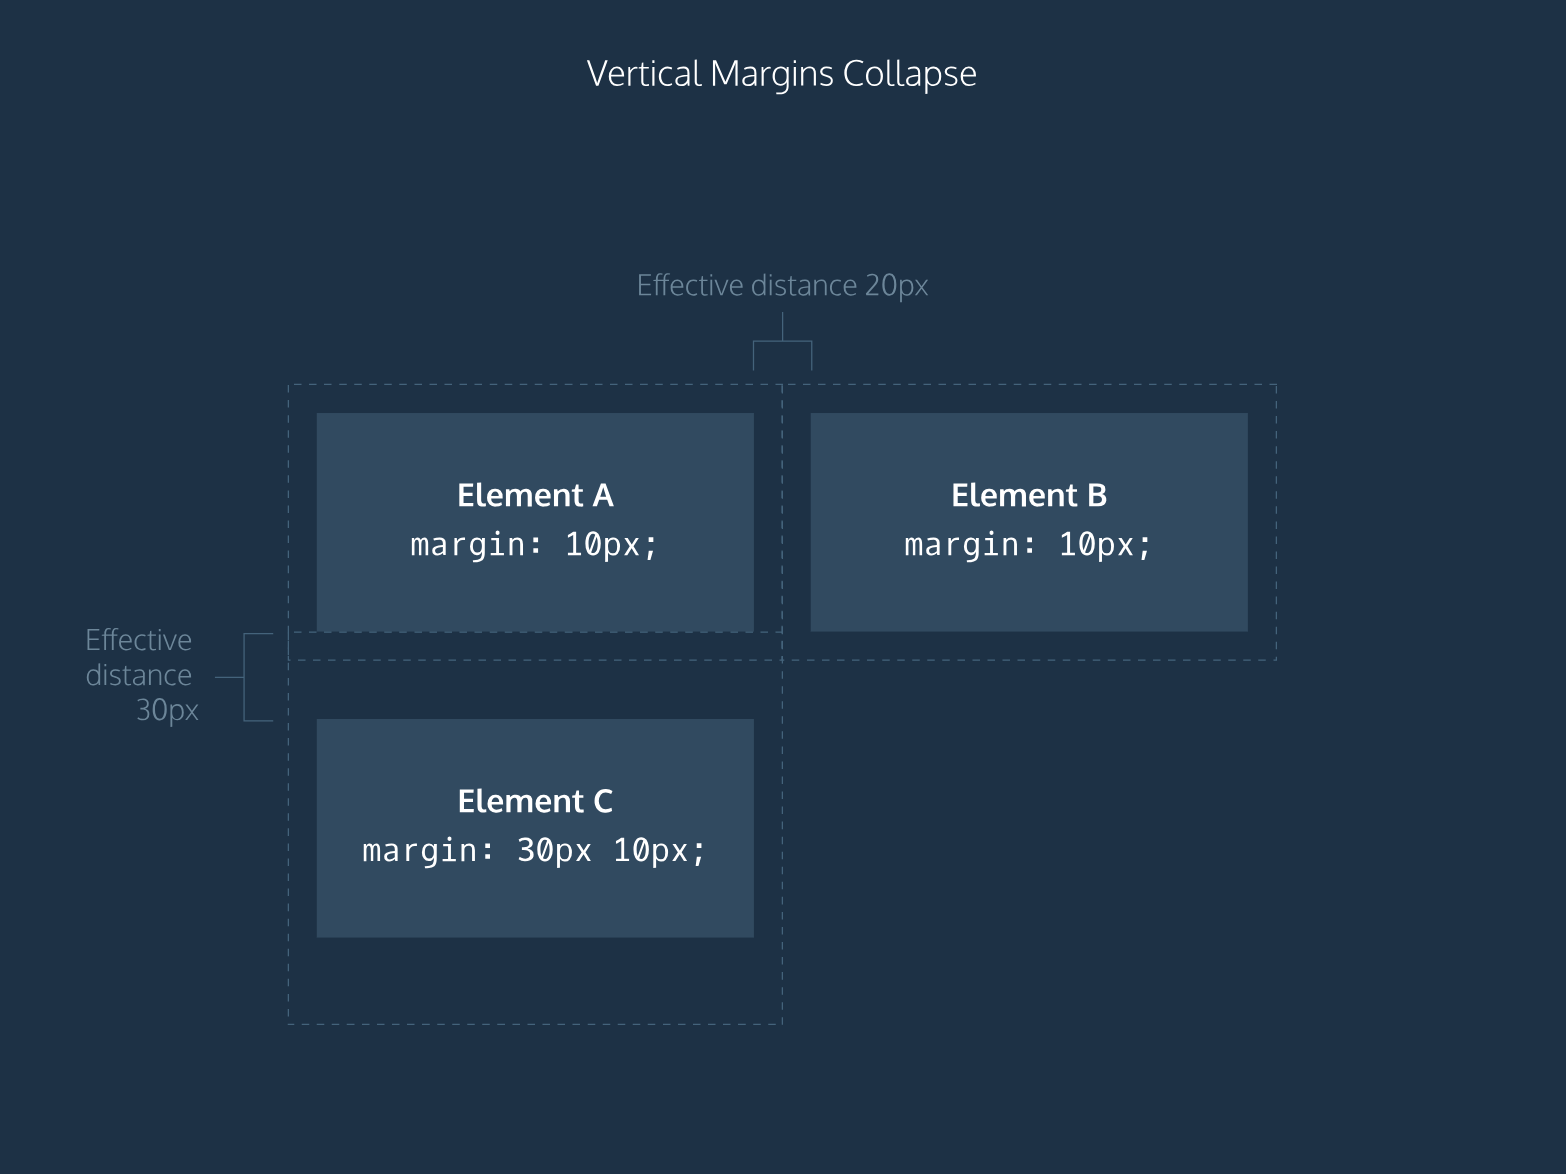 Vertical Margins Collapse
Effective distance 20px
Element A
margin: 10px;
Element B
margin: 10px;
Effective
distance
30px
Element C
margin: 30px 10px;